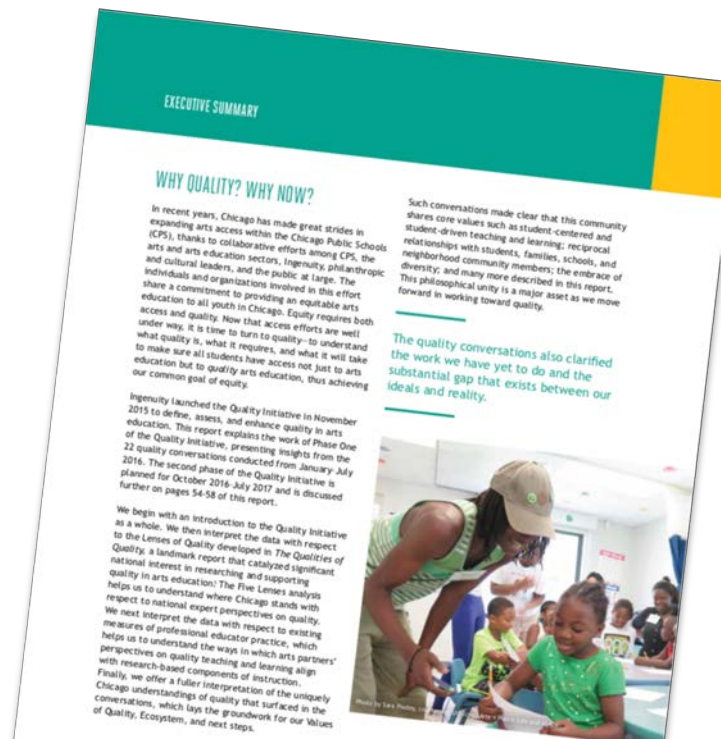 EXECUTIVE SUMMARY
WHY QUALITY? WHY NOW?
In recent years, Chicago has made great strides in
expanding arts access within the Chicago Public Schools
(CPS), thanks to collaborative efforts among CPS, the
arts and arts education sectors, Ingenuity, philanthropic
and cultural leaders, and the public at large. The
individuals and organizations involved in this effort
share a commitment to providing an equitable arts
education to all youth in Chicago. Equity requires both
access and quality. Now that access efforts are well
under way, it is time to turn to quality—to understand
what quality is, what it requires, and what it will take
to make sure all students have access not just to arts
education but to quality arts education, thus achieving
our common goal of equity.
Ingenuity launched the Quality Initiative in November
2015 to define, assess, and enhance quality in arts
education. This report explains the work of Phase One
of the Quality Initiative, presenting insights from the
22 quality conversations conducted from January-July
2016. The second phase of the Quality Initiative is
planned for October 2016-July 2017 and is discussed
further on pages 54-58 of this report.
We begin with an introduction to the Quality Initiative
as a whole. We then interpret the data with respect
to the Lenses of Quality developed in The Qualities of
Quality, a landmark report that catalyzed significant
national interest in researching and supporting
quality in arts education. The Five Lenses analysis
helps us to understand where Chicago stands with
respect to national expert perspectives on quality.
We next interpret the data with respect to existing
measures of professional educator practice, which
helps us to understand the ways in which arts partners'
perspectives on quality teaching and learning align
with research-based components of instruction.
Finally, we offer a fuller interpretation of the uniquely
Chicago understandings of quality that surfaced in the
conversations, which lays the groundwork for our Values
of Quality, Ecosystem, and next steps.
Such conversations made clear that this community
shares core values such as student-centered and
student-driven teaching and learning; reciprocal
relationships with students, families, schools, and
neighborhood community members; the embrace of
diversity; and many more described in this report.
This philosophical unity is a major asset as we move
forward in working toward quality.
The quality conversations also clarified
the work we have yet to do and the
substantial gap that exists between our
ideals and reality.
Photo by Sara